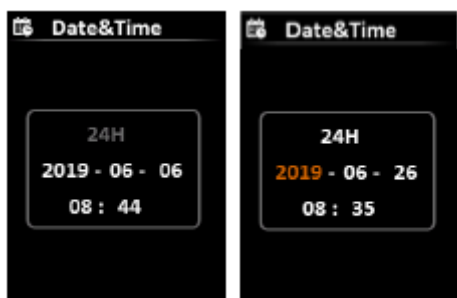 Date&Time
24H
2019 - 06 - 06
08 : 44
Date&Time
24H
2019 - 06 - 26
08 : 35